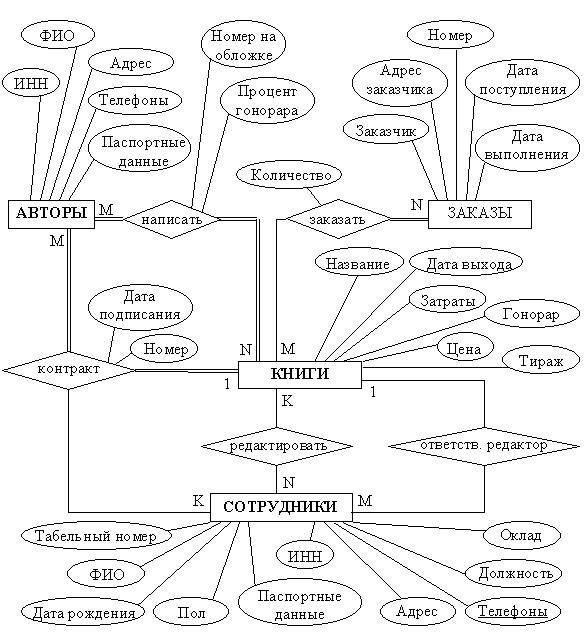 ФИО
Номер на
обложке
Номер
ИНН
Адрес
Адрес
заказчика
Дата
поступления
Телефоны
Процент
гонорара
Паспортные
данные
Заказчик
Дата
выполнения
Количество
АВТОРЫ
M
написать
заказать
N
ЗАКАЗЫ
M
Название
Дата выхода
Дата
подписания
Затраты
Гонорар
Номер
N
M
Цена
Тираж
контракт
1
КНИГИ
K
1
редактировать
ответств. редактор
N
K
СОТРУДНИКИ
M
Табельный номер
Оклад
ИНН
ФИО
Должность
Дата рождения
Пол
Паспортные
данные
Адрес
Телефоны